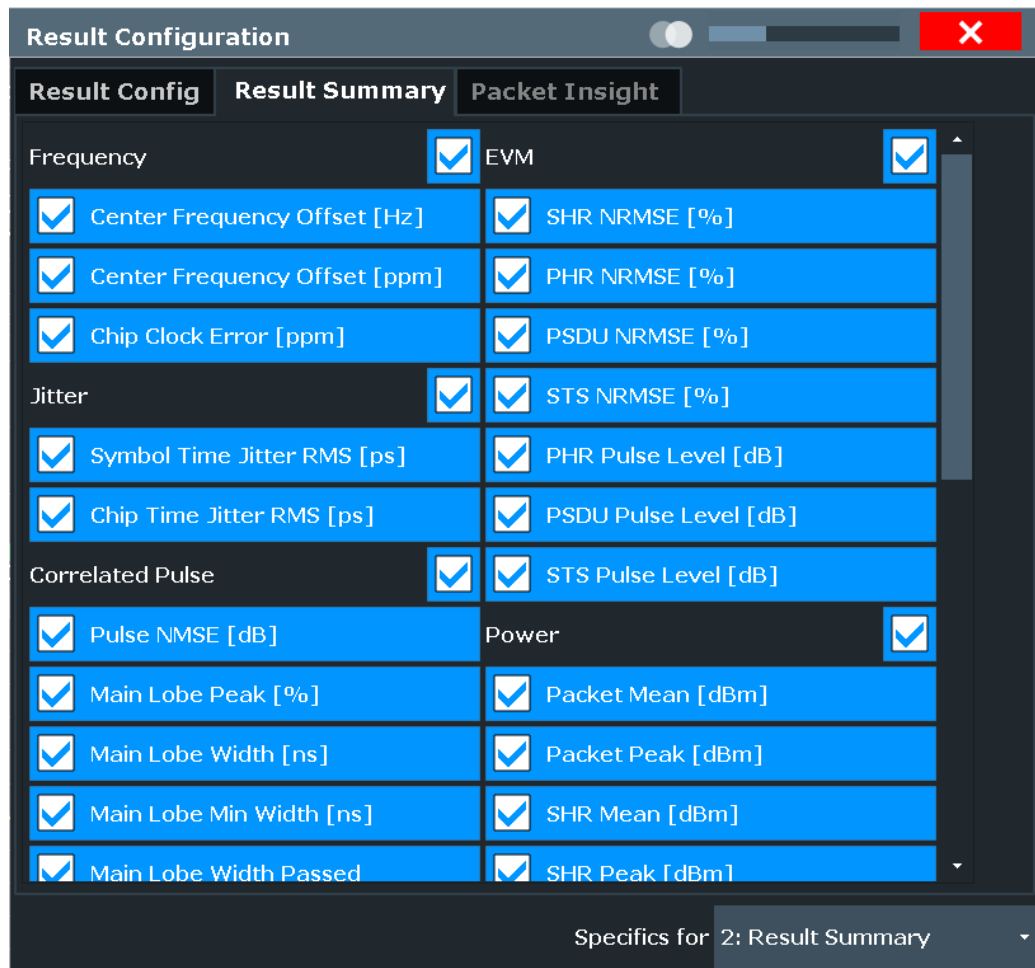 Result Configuration
Result Config
Result Summary
Packet Insight
Frequency
Center Frequency Offset [Hz]
Center Frequency Offset [ppm]
Chip Clock Error [ppm]
Jitter
Symbol Time Jitter RMS [ps]
Chip Time Jitter RMS [ps]
Correlated Pulse
Pulse NMSE [dB]
Main Lobe Peak [%]
Main Lobe Width [ns]
Main Lobe Min Width [ns]
Main Lobe Width Passed
EVM
SHR NRMSE [%]
PHR NRMSE [%]
PSDU NRMSE [%]
STS NRMSE [%]
PHR Pulse Level [dB]
PSDU Pulse Level [dB]
STS Pulse Level [dB]
Power
Packet Mean [dBm]
Packet Peak [dBm]
SHR Mean [dBm]
SHR Peak [dBm]
Specifics for 2: Result Summary